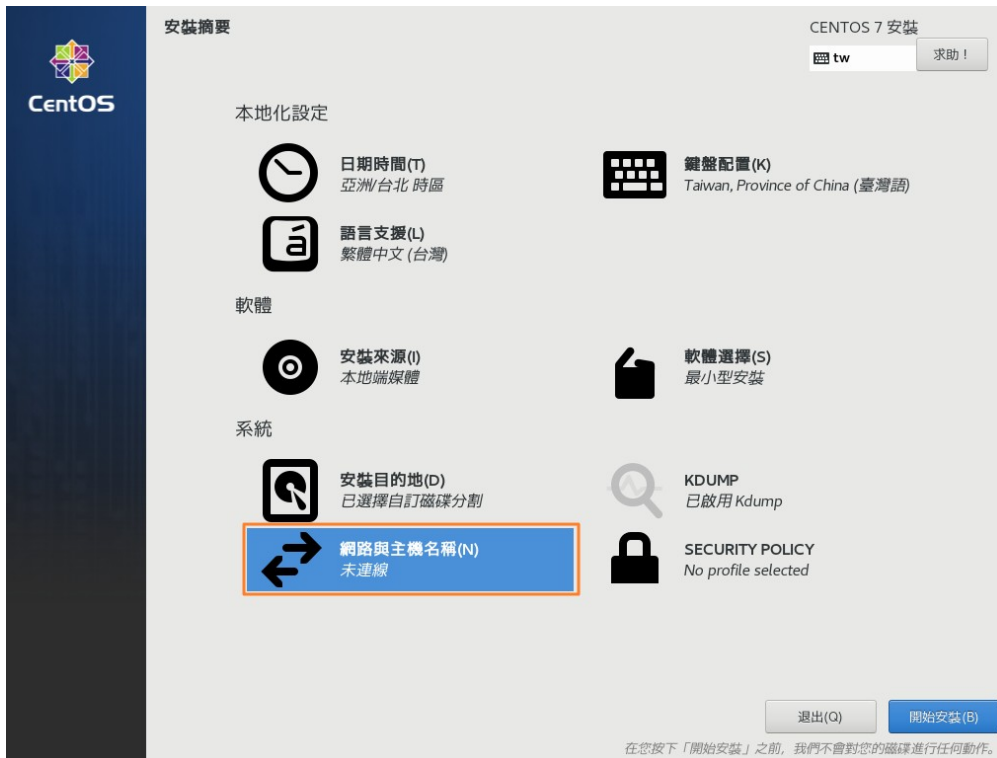 安裝摘要
CENTOS 7 安裝
tw
求助！
CentOS
本地化設定
日期時間(T)
亞洲/台北 時區
鍵盤配置(K)
Taiwan, Province of China (臺灣語)
á
語言支援(L)
繁體中文 (台灣)
軟體
安裝來源(I)
本地端媒體
軟體選擇(S)
最小型安裝
系統
安裝目的地(D)
已選擇自訂磁碟分割
KDUMP
已啟用 Kdump
網路與主機名稱(N)
未連線
SECURITY POLICY
No profile selected
退出(Q)
開始安裝(B)
在您按下「開始安裝」之前，我們不會對您的磁碟進行任何動作。